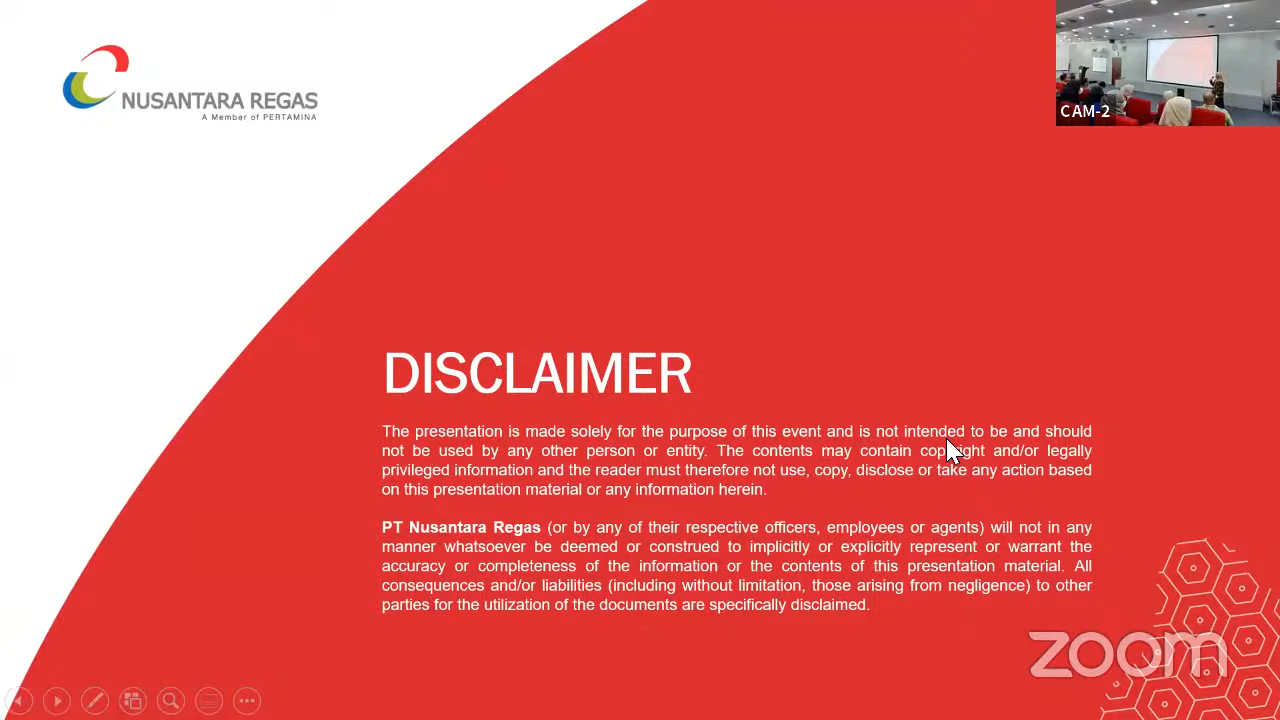 NUSANTARA REGAS
A Member of PERTAMINA
CAM-2
DISCLAIMER
The presentation is made solely for the purpose of this event and is not intended to be and should
not be used by any other person or entity. The contents may contain copyright and/or legally
privileged information and the reader must therefore not use, copy, disclose or take any action based
on this presentation material or any information herein.
PT Nusantara Regas (or by any of their respective officers, employees or agents) will not in any
manner whatsoever be deemed or construed to implicitly or explicitly represent or warrant the
accuracy or completeness of the information or the contents of this presentation material. All
consequences and/or liabilities (including without limitation, those arising from negligence) to other
parties for the utilization of the documents are specifically disclaimed.
zoom